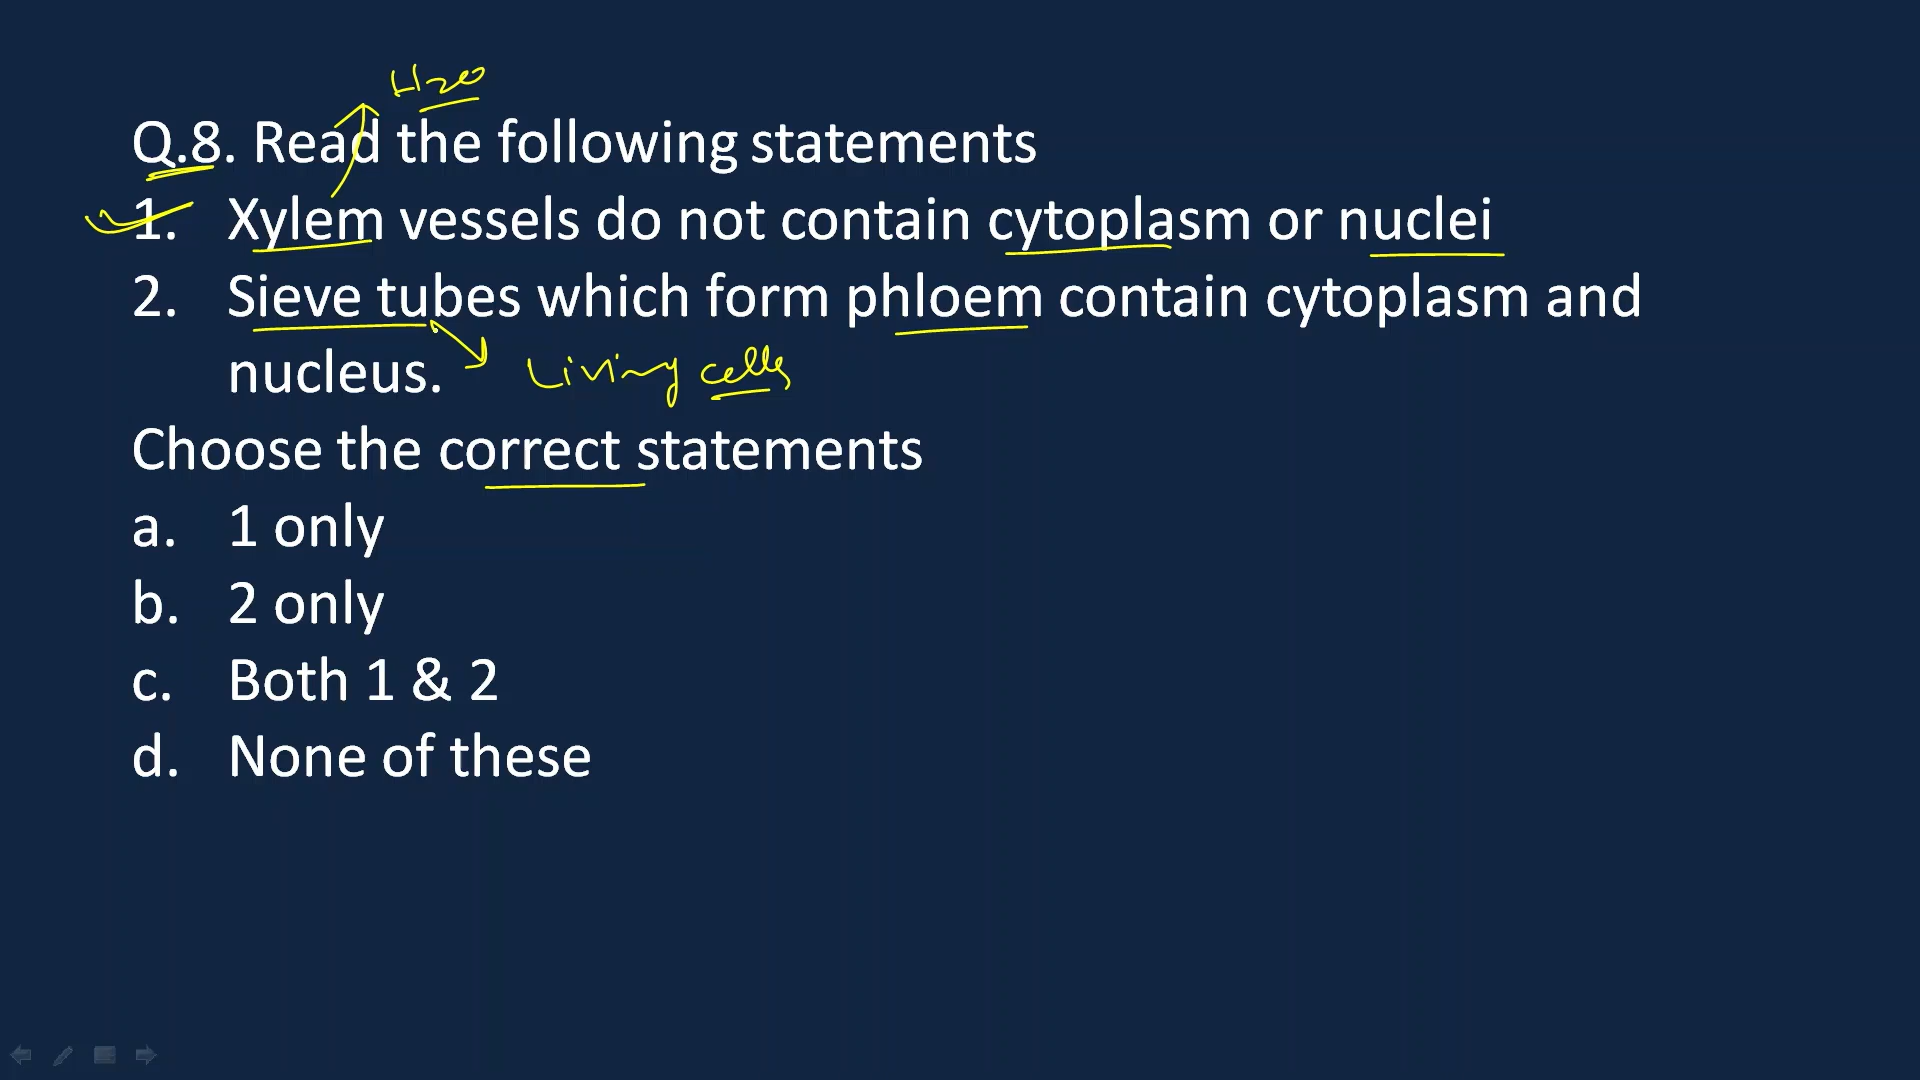 H2O
Q.8. Read the following statements
1. Xylem vessels do not contain cytoplasm or nuclei
2. Sieve tubes which form phloem contain cytoplasm and
nucleus. Living cells
Choose the correct statements
a. 1 only
b. 2 only
c. Both 1 & 2
d. None of these